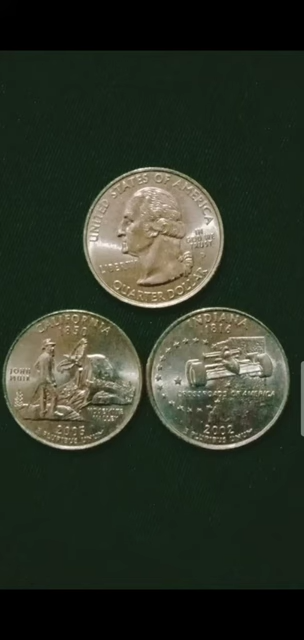 UNITED STATES OF AMERICA
LIBERTY
IN
GOD WE
TRUST
QUARTER DOLLAR
CALIFORNIA
1850
JOHN
MUIR
YOSEMITE
VALLEY
2005
E PLURIBUS UNUM
INDIANA
1816
CROSSROADS OF AMERICA
2002
E PLURIBUS UNUM